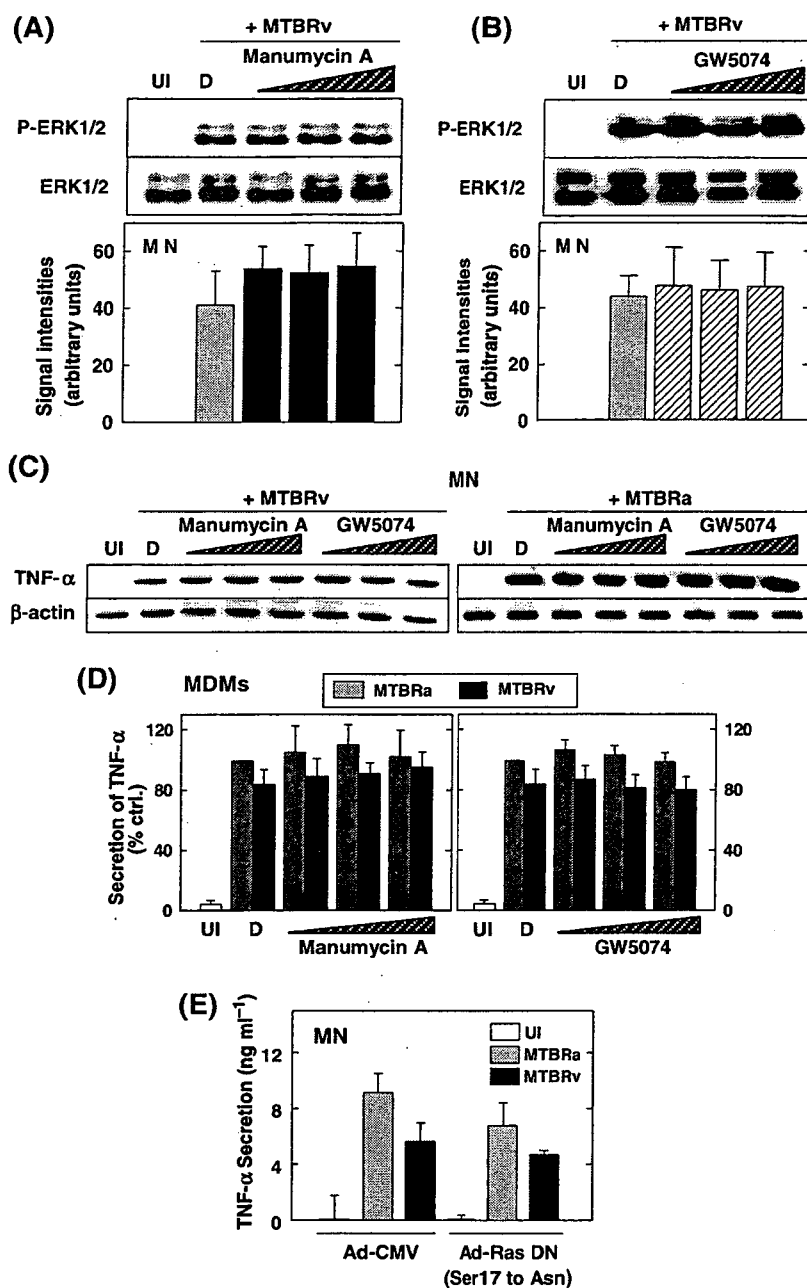 (A)
+ MTBRv
Manumycin A
UI D
P-ERK1/2
ERK1/2
MN
Signal intensities
(arbitrary units)
60
40
20
0
(B)
+ MTBRv
GW5074
UI D
P-ERK1/2
ERK1/2
MN
Signal intensities
(arbitrary units)
60
40
20
0
(C)
MN
+ MTBRv
+ MTBRa
UI D Manumycin A GW5074
UI D Manumycin A GW5074
TNF-α
β-actin
(D)
MDMs
MTBRa MTBRv
Secretion of TNF-α
(% ctrl.)
120
80
40
0
120
80
40
0
UI D Manumycin A
UI D GW5074
(E)
MN
UI
MTBRa
MTBRv
TNF-α Secretion (ng ml⁻¹)
12
8
4
0
Ad-CMV
Ad-Ras DN
(Ser17 to Asn)